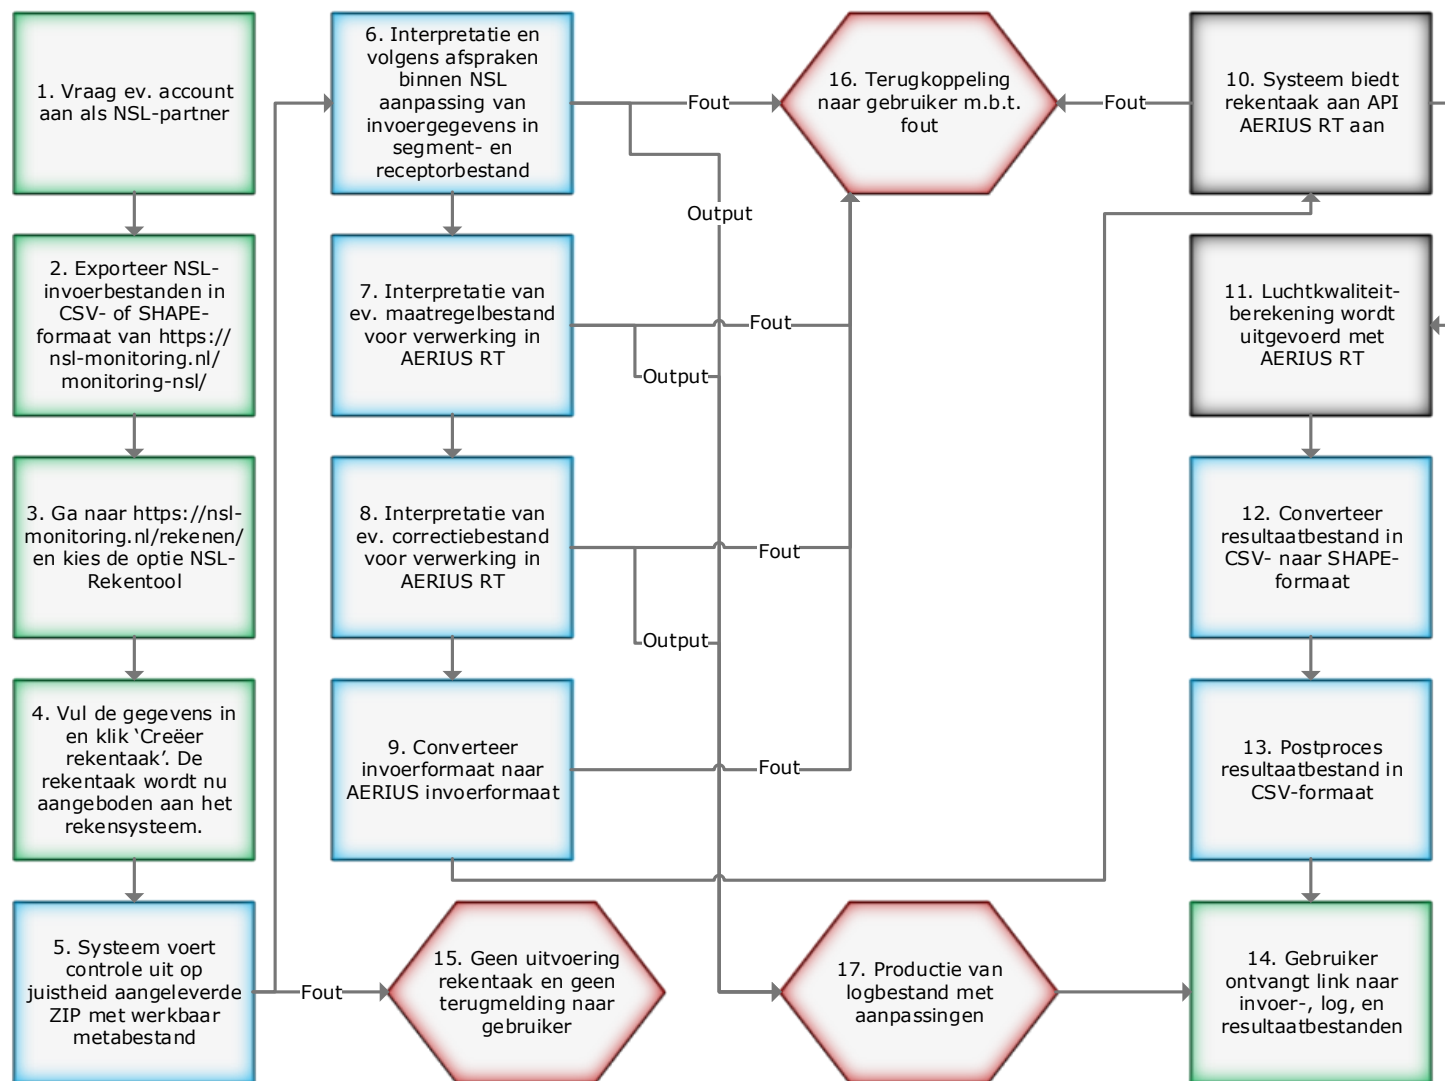 1. Vraag ev. account
aan als NSL-partner
2. Exporteer NSL-
invoerbestanden in
CSV- of SHAPE-
formaat van https://
nsl-monitoring.nl/
monitoring-nsl/
3. Ga naar https://nsl-
monitoring.nl/rekenen/
en kies de optie NSL-
Rekentool
4. Vul de gegevens in
en klik ‘Creëer
rekentaak’. De
rekentaak wordt nu
aangeboden aan het
rekensysteem.
5. Systeem voert
controle uit op
juistheid aangeleverde
ZIP met werkbaar
metabestand
Fout
15. Geen uitvoering
rekentaak en geen
terugmelding naar
gebruiker
6. Interpretatie en
volgens afspraken
binnen NSL
aanpassing van
invoergegevens in
segment- en
receptorbestand
Fout
Output
7. Interpretatie van
ev. maatregelbestand
voor verwerking in
AERIUS RT
Fout
Output
8. Interpretatie van
ev. correctiebestand
voor verwerking in
AERIUS RT
Fout
Output
9. Converteer
invoerformaat naar
AERIUS invoerformaat
Fout
16. Terugkoppeling
naar gebruiker m.b.t.
fout
Fout
17. Productie van
logbestand met
aanpassingen
10. Systeem biedt
rekentaak aan API
AERIUS RT aan
11. Luchtkwaliteit-
berekening wordt
uitgevoerd met
AERIUS RT
12. Converteer
resultaatbestand in
CSV- naar SHAPE-
formaat
13. Postproces
resultaatbestand in
CSV-formaat
14. Gebruiker
ontvangt link naar
invoer-, log, en
resultaatbestanden